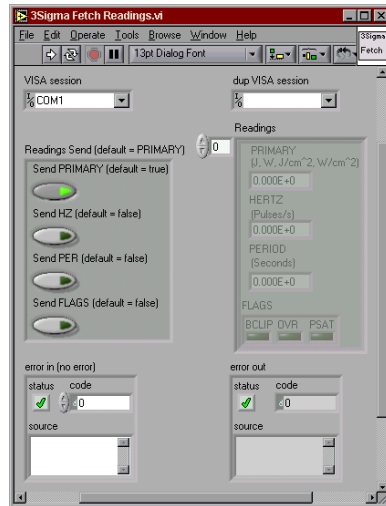 3Sigma Fetch Readings.vi
File Edit Operate Tools Browse Window Help
13pt Dialog Font
3Sigma
Fetch
VISA session
COM1
dup VISA session
Readings Send (default = PRIMARY)
Send PRIMARY (default = true)
Send HZ (default = false)
Send PER (default = false)
Send FLAGS (default = false)
0
Readings
PRIMARY
(J, W, J/cm^2, W/cm^2)
0.000E+0
HERTZ
(Pulses/s)
0.000E+0
PERIOD
(Seconds)
0.000E+0
FLAGS
BCLIP OVR PSAT
error in (no error)
status code
0
source
error out
status code
0
source